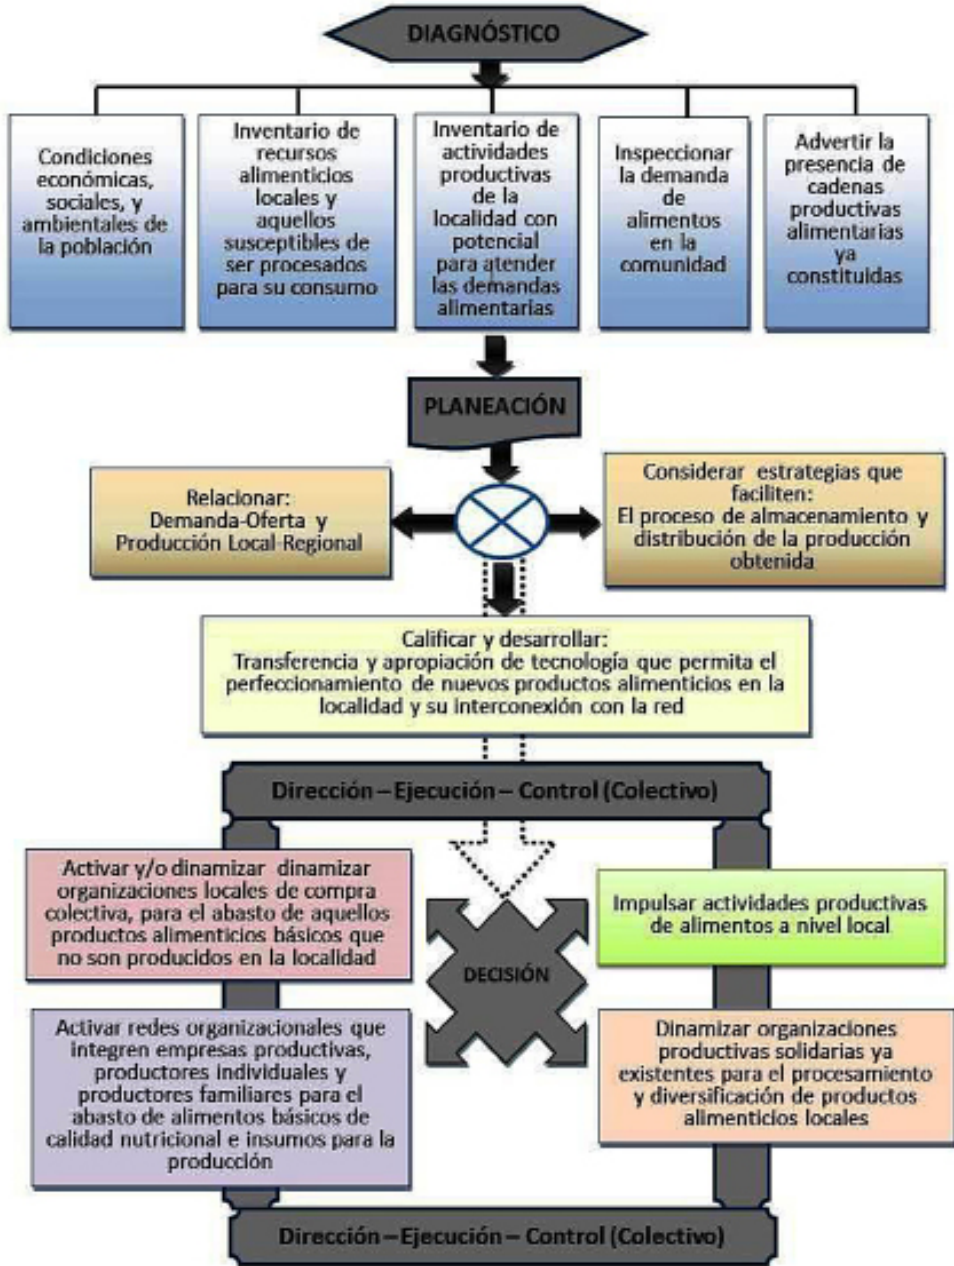 DIAGNÓSTICO
Condiciones
económicas,
sociales, y
ambientales de
la población
Inventario de
recursos
alimenticios
locales y
aquellos
susceptibles de
ser procesados
para su consumo
Inventario de
actividades
productivas
de la
localidad con
potencial
para atender
las demandas
alimentarias
Inspeccionar
la demanda
de
alimentos
en la
comunidad
Advertir la
presencia de
cadenas
productivas
alimentarias
ya
constituidas
PLANEACIÓN
Relacionar:
Demanda-Oferta y
Producción Local-Regional
Considerar estrategias que
faciliten:
El proceso de almacenamiento y
distribución de la producción
obtenida
Calificar y desarrollar:
Transferencia y apropiación de tecnología que permita el
perfeccionamiento de nuevos productos alimenticios en la
localidad y su interconexión con la red
Dirección – Ejecución – Control (Colectivo)
Activar y/o dinamizar dinamizar
organizaciones locales de compra
colectiva, para el abasto de aquellos
productos alimenticios básicos que
no son producidos en la localidad
Impulsar actividades productivas
de alimentos a nivel local
DECISIÓN
Activar redes organizacionales que
integren empresas productivas,
productores individuales y
productores familiares para el
abasto de alimentos básicos de
calidad nutricional e insumos para la
producción
Dinamizar organizaciones
productivas solidarias ya
existentes para el procesamiento
y diversificación de productos
alimenticios locales
Dirección – Ejecución – Control (Colectivo)